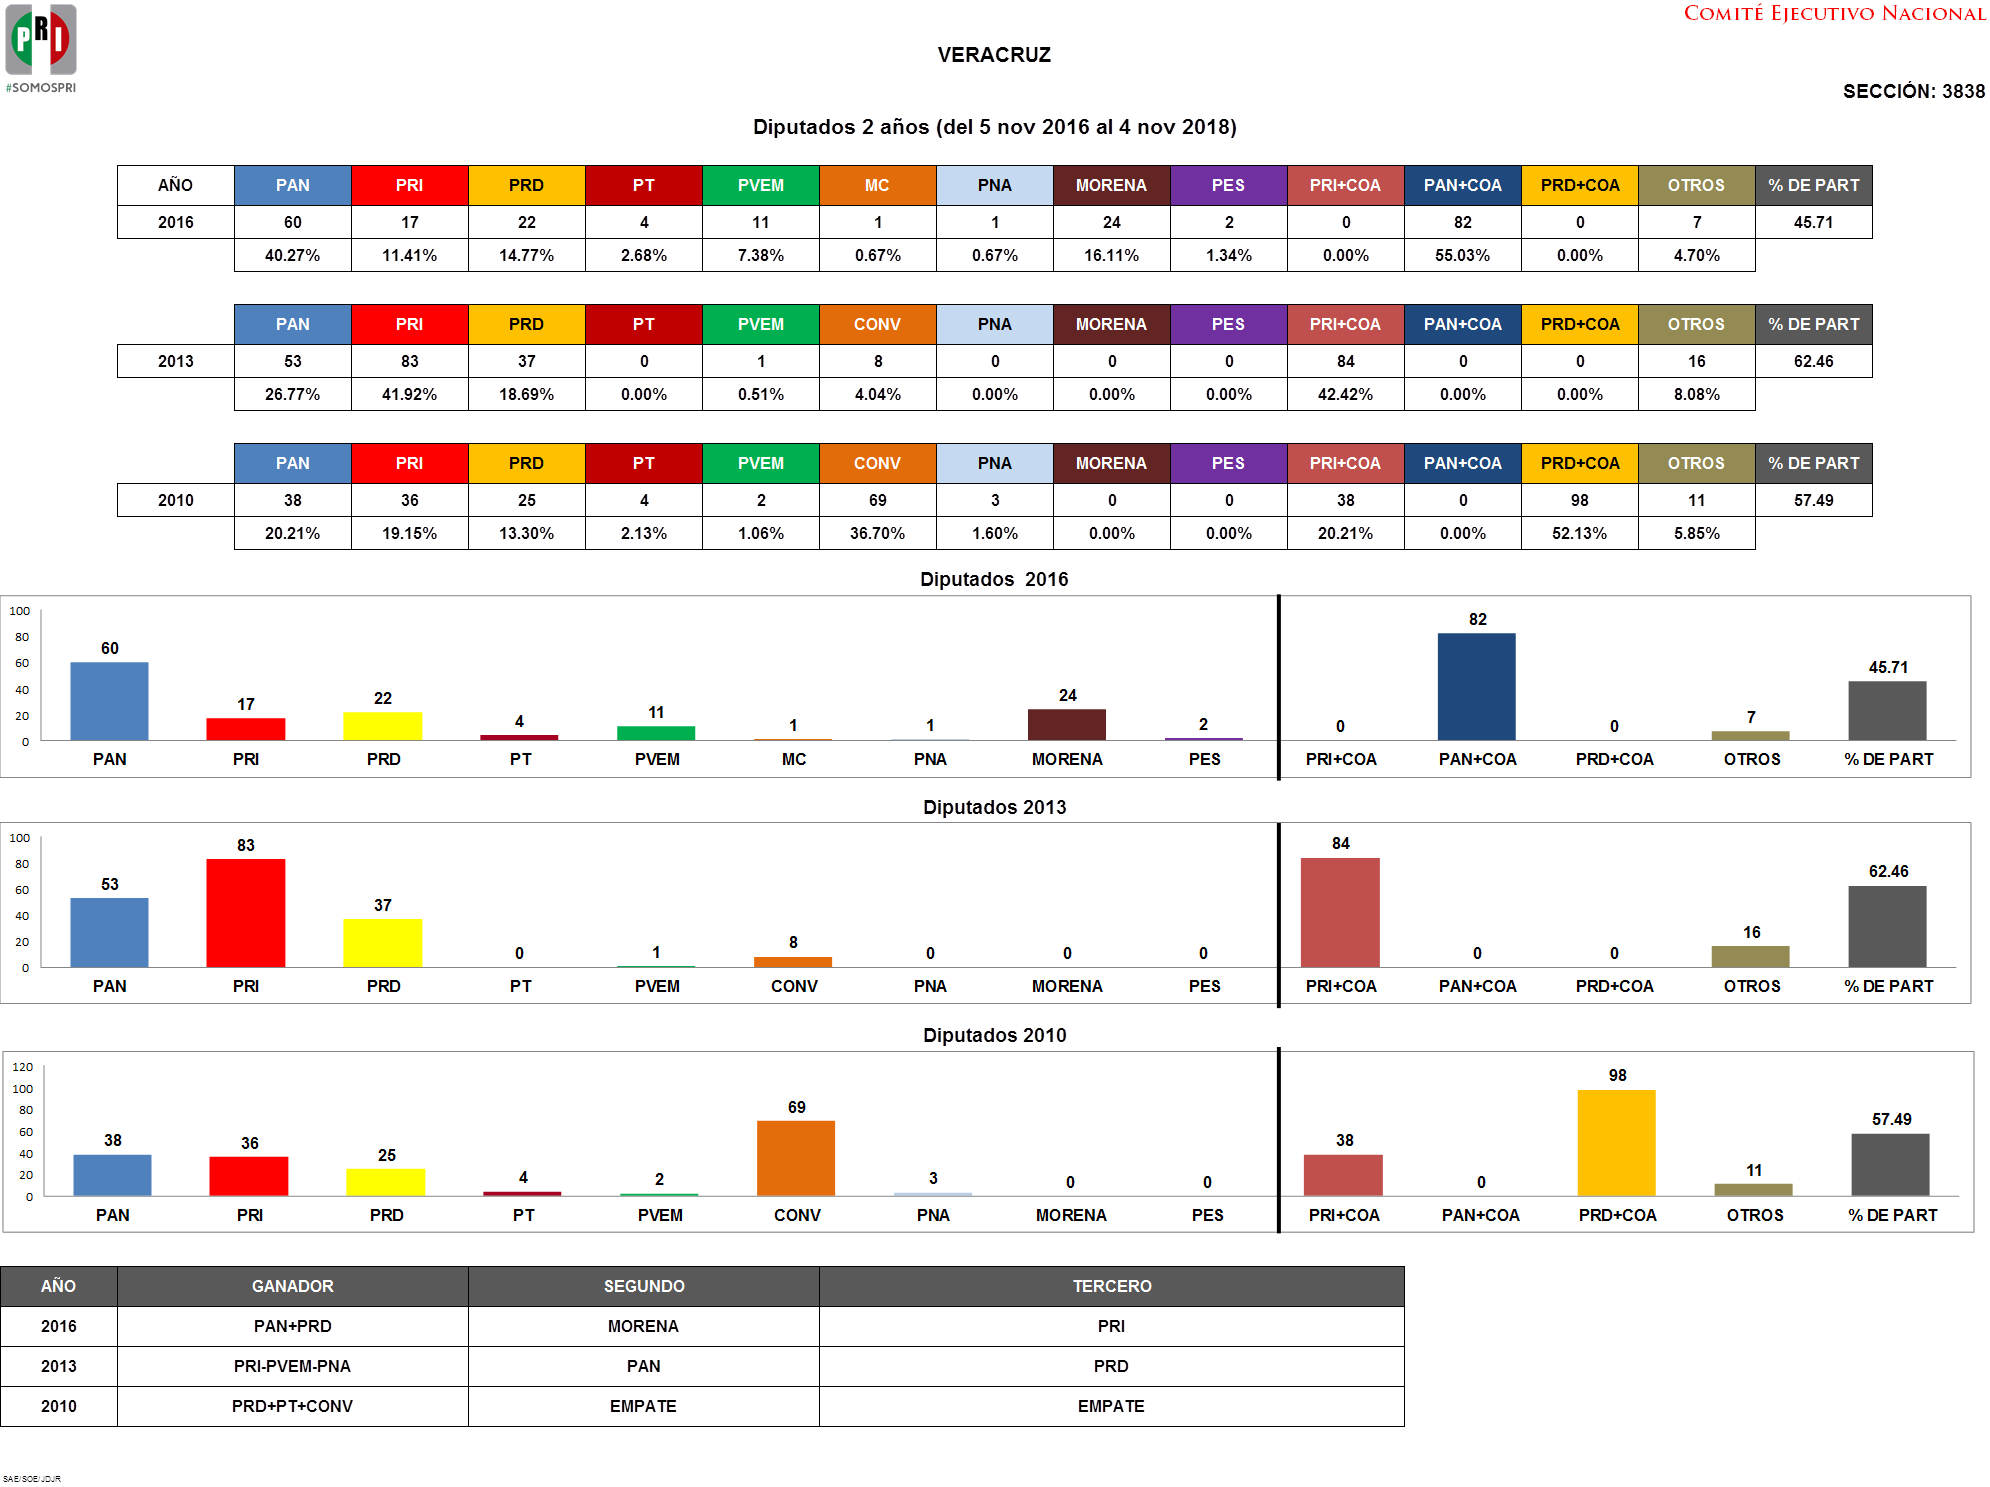 PRI
#SOMOSPRI
COMITÉ EJECUTIVO NACIONAL
VERACRUZ
SECCIÓN: 3838
Diputados 2 años (del 5 nov 2016 al 4 nov 2018)
AÑO PAN PRI PRD PT PVEM MC PNA MORENA PES PRI+COA PAN+COA PRD+COA OTROS % DE PART
2016 60 17 22 4 11 1 1 24 2 0 82 0 7 45.71
40.27% 11.41% 14.77% 2.68% 7.38% 0.67% 0.67% 16.11% 1.34% 0.00% 55.03% 0.00% 4.70%
PAN PRI PRD PT PVEM CONV PNA MORENA PES PRI+COA PAN+COA PRD+COA OTROS % DE PART
2013 53 83 37 0 1 8 0 0 0 84 0 0 16 62.46
26.77% 41.92% 18.69% 0.00% 0.51% 4.04% 0.00% 0.00% 0.00% 42.42% 0.00% 0.00% 8.08%
PAN PRI PRD PT PVEM CONV PNA MORENA PES PRI+COA PAN+COA PRD+COA OTROS % DE PART
2010 38 36 25 4 2 69 3 0 0 38 0 98 11 57.49
20.21% 19.15% 13.30% 2.13% 1.06% 36.70% 1.60% 0.00% 0.00% 20.21% 0.00% 52.13% 5.85%
Diputados 2016
100
80
60
40
20
0
60 17 22 4 11 1 1 24 2 0 82 0 7 45.71
PAN PRI PRD PT PVEM MC PNA MORENA PES PRI+COA PAN+COA PRD+COA OTROS % DE PART
Diputados 2013
100
80
60
40
20
0
53 83 37 0 1 8 0 0 0 84 0 0 16 62.46
PAN PRI PRD PT PVEM CONV PNA MORENA PES PRI+COA PAN+COA PRD+COA OTROS % DE PART
Diputados 2010
120
100
80
60
40
20
0
38 36 25 4 2 69 3 0 0 38 0 98 11 57.49
PAN PRI PRD PT PVEM CONV PNA MORENA PES PRI+COA PAN+COA PRD+COA OTROS % DE PART
AÑO GANADOR SEGUNDO TERCERO
2016 PAN+PRD MORENA PRI
2013 PRI-PVEM-PNA PAN PRD
2010 PRD+PT+CONV EMPATE EMPATE
SAE/SOE/JDJR